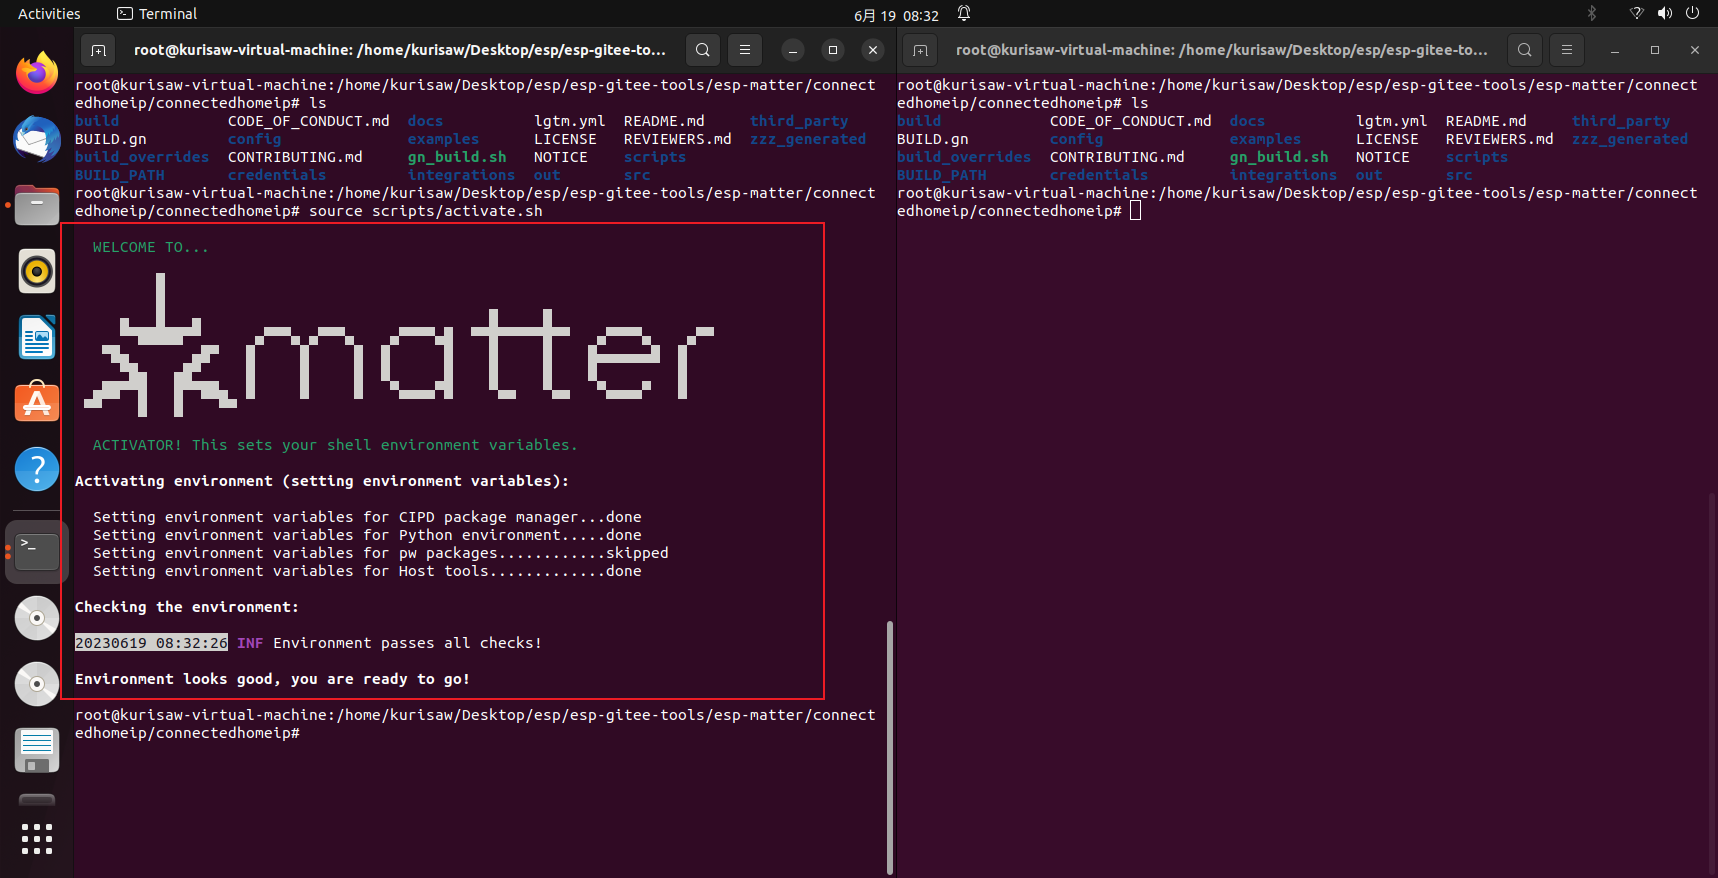 Activities
Terminal
6月 19 08:32
root@kurisaw-virtual-machine: /home/kurisaw/Desktop/esp/esp-gitee-to...
root@kurisaw-virtual-machine:/home/kurisaw/Desktop/esp/esp-gitee-tools/esp-matter/connect
edhomeip/connectedhomeip# ls
build CODE_OF_CONDUCT.md docs lgtm.yml README.md third_party
BUILD.gn config examples LICENSE REVIEWERS.md zzz_generated
build_overrides CONTRIBUTING.md gn_build.sh NOTICE scripts
BUILD_PATH credentials integrations out src
root@kurisaw-virtual-machine:/home/kurisaw/Desktop/esp/esp-gitee-tools/esp-matter/connect
edhomeip/connectedhomeip# source scripts/activate.sh
WELCOME TO...
matter
ACTIVATOR! This sets your shell environment variables.
Activating environment (setting environment variables):
Setting environment variables for CIPD package manager...done
Setting environment variables for Python environment.....done
Setting environment variables for pw packages............skipped
Setting environment variables for Host tools.............done
Checking the environment:
20230619 08:32:26 INF Environment passes all checks!
Environment looks good, you are ready to go!
root@kurisaw-virtual-machine:/home/kurisaw/Desktop/esp/esp-gitee-tools/esp-matter/connect
edhomeip/connectedhomeip#
root@kurisaw-virtual-machine: /home/kurisaw/Desktop/esp/esp-gitee-to...
root@kurisaw-virtual-machine:/home/kurisaw/Desktop/esp/esp-gitee-tools/esp-matter/connect
edhomeip/connectedhomeip# ls
build CODE_OF_CONDUCT.md docs lgtm.yml README.md third_party
BUILD.gn config examples LICENSE REVIEWERS.md zzz_generated
build_overrides CONTRIBUTING.md gn_build.sh NOTICE scripts
BUILD_PATH credentials integrations out src
root@kurisaw-virtual-machine:/home/kurisaw/Desktop/esp/esp-gitee-tools/esp-matter/connect
edhomeip/connectedhomeip#